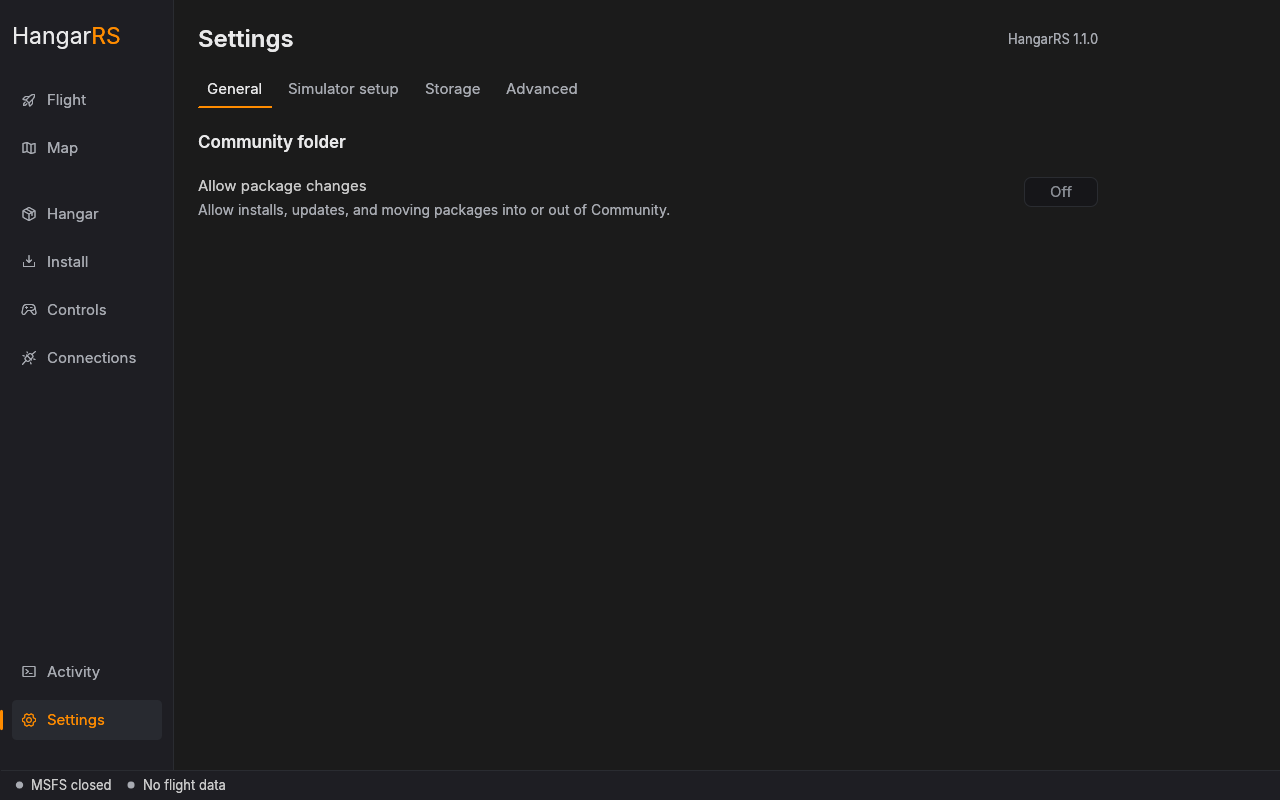 HangarRS
Settings
HangarRS 1.1.0
General Simulator setup Storage Advanced
Community folder
Allow package changes
Allow installs, updates, and moving packages into or out of Community.
Off
Flight
Map
Hangar
Install
Controls
Connections
Activity
Settings
MSFS closed No flight data